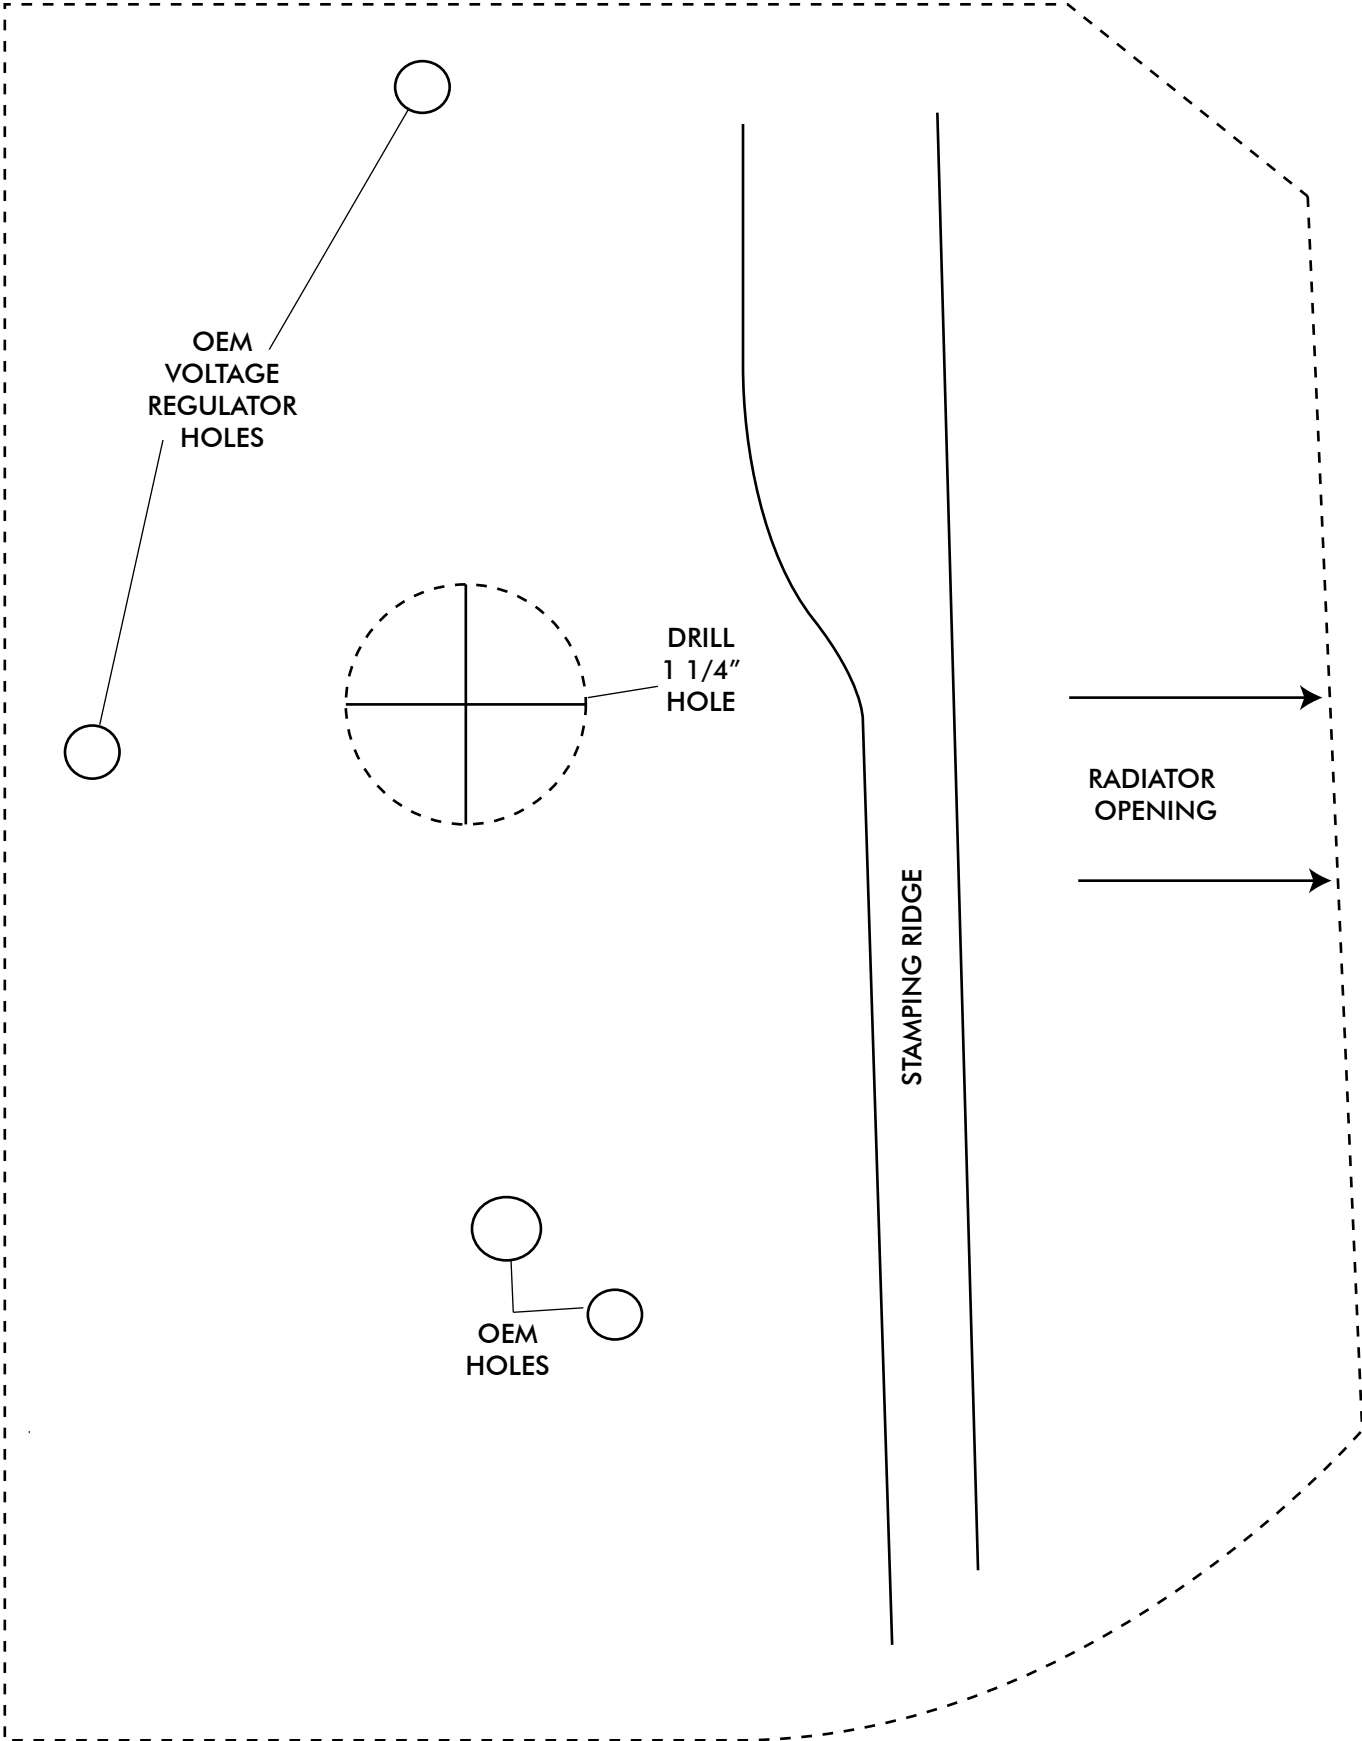 OEM
VOLTAGE
REGULATOR
HOLES
DRILL
1 1/4”
HOLE
RADIATOR
OPENING
STAMPING RIDGE
OEM
HOLES